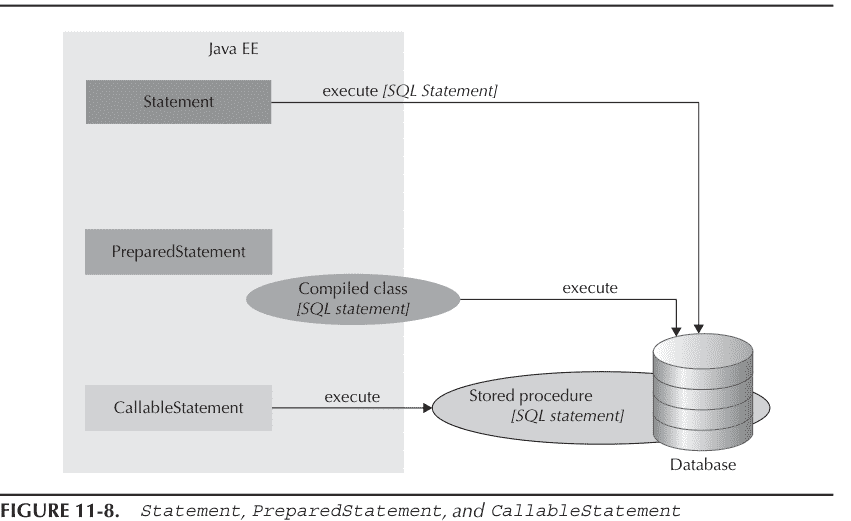 Java EE
Statement
execute [SQL Statement]
PreparedStatement
Compiled class
[SQL statement]
execute
CallableStatement
execute
Stored procedure
[SQL statement]
Database
FIGURE 11-8. Statement, PreparedStatement, and CallableStatement